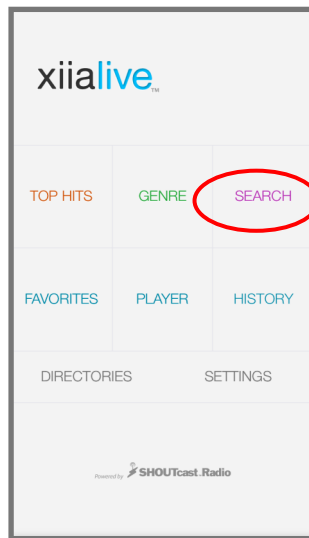 xiialive™
TOP HITS GENRE SEARCH
FAVORITES PLAYER HISTORY
DIRECTORIES SETTINGS
Powered by SHOUTcast.Radio